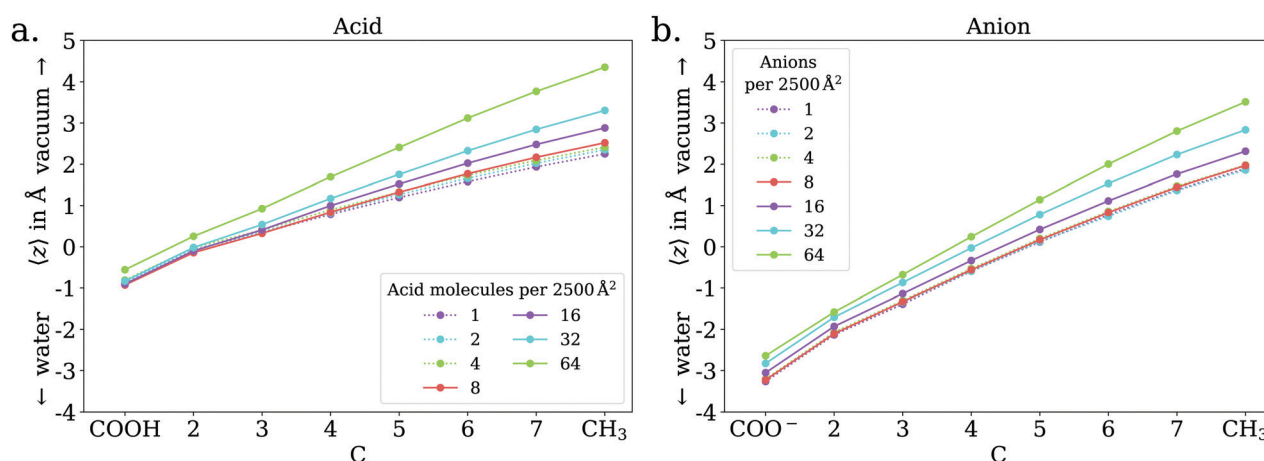 a.
Acid
⟨z⟩ in Å vacuum →
← water
5
4
3
2
1
0
-1
-2
-3
-4
COOH 2 3 4 5 6 7 CH₃
C
Acid molecules per 2500 Å²
1 16
2 32
4 64
8
b.
Anion
⟨z⟩ in Å vacuum →
← water
5
4
3
2
1
0
-1
-2
-3
-4
COO⁻ 2 3 4 5 6 7 CH₃
C
Anions
per 2500 Å²
1
2
4
8
16
32
64